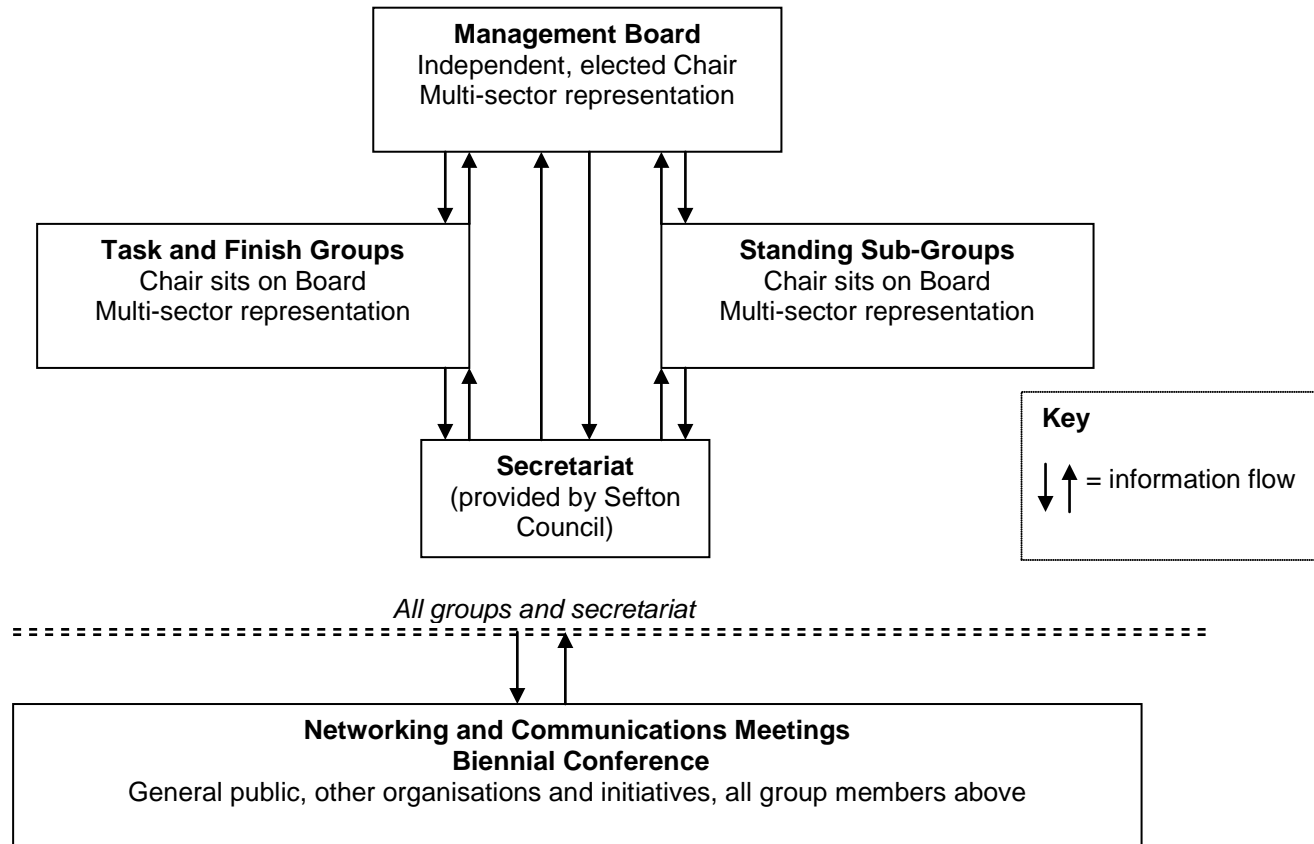 Management Board
Independent, elected Chair
Multi-sector representation
Task and Finish Groups
Chair sits on Board
Multi-sector representation
Standing Sub-Groups
Chair sits on Board
Multi-sector representation
Key
= information flow
Secretariat
(provided by Sefton
Council)
All groups and secretariat
Networking and Communications Meetings
Biennial Conference
General public, other organisations and initiatives, all group members above